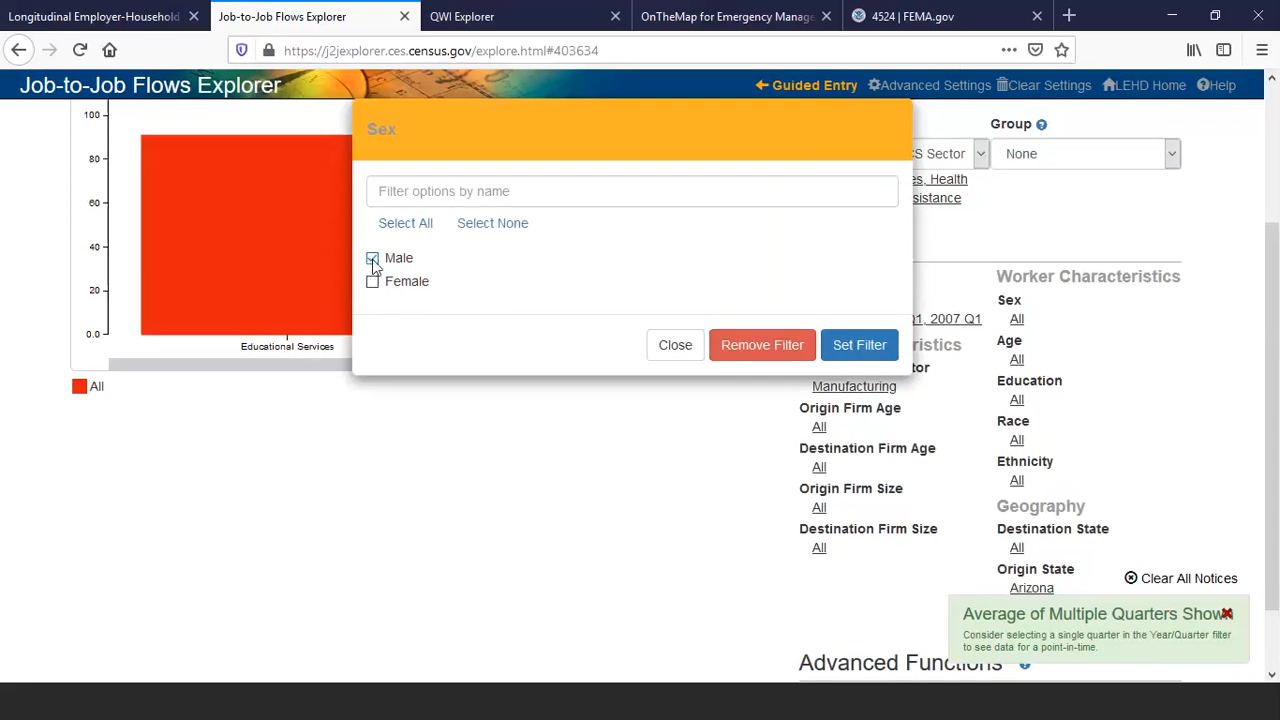 Longitudinal Employer-Household
Job-to-Job Flows Explorer
QWI Explorer
OnTheMap for Emergency Manage
4524 | FEMA.gov
https://j2jexplorer.ces.census.gov/explore.html#403634
Job-to-Job Flows Explorer
Guided Entry
Advanced Settings
Clear Settings
LEHD Home
Help
100
80
60
40
20
0.0
Educational Services
All
Sex
Filter options by name
Select All
Select None
Male
Female
Close
Remove Filter
Set Filter
Group
CS Sector
None
es, Health
sistance
Q1, 2007 Q1
istics
or
Manufacturing
Origin Firm Age
All
Destination Firm Age
All
Origin Firm Size
All
Destination Firm Size
All
Worker Characteristics
Sex
All
Age
All
Education
All
Race
All
Ethnicity
All
Geography
Destination State
All
Origin State
Arizona
Clear All Notices
Average of Multiple Quarters Shown
Consider selecting a single quarter in the Year/Quarter filter
to see data for a point-in-time.
Advanced Functions